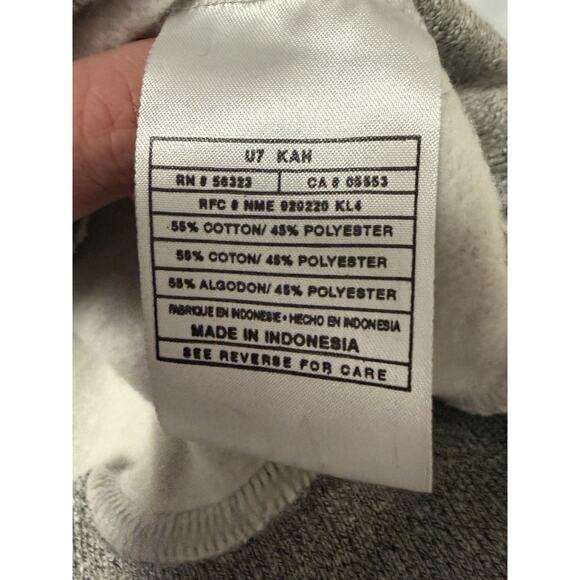 U7 KAH
RN # 56323 CA # 05553
RFC # NME 920220 KL4
55% COTTON/ 45% POLYESTER
55% COTON/ 45% POLYESTER
55% ALGODON/ 45% POLYESTER
FABRIQUE EN INDONESIE • HECHO EN INDONESIA
MADE IN INDONESIA
SEE REVERSE FOR CARE